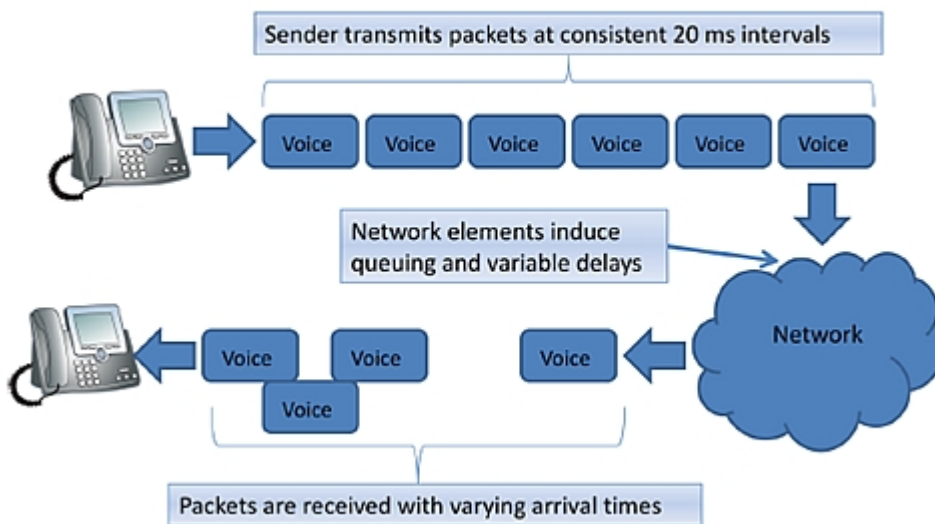 Sender transmits packets at consistent 20 ms intervals
Voice Voice Voice Voice Voice Voice
Network elements induce
queuing and variable delays
Network
Voice Voice Voice
Voice
Packets are received with varying arrival times